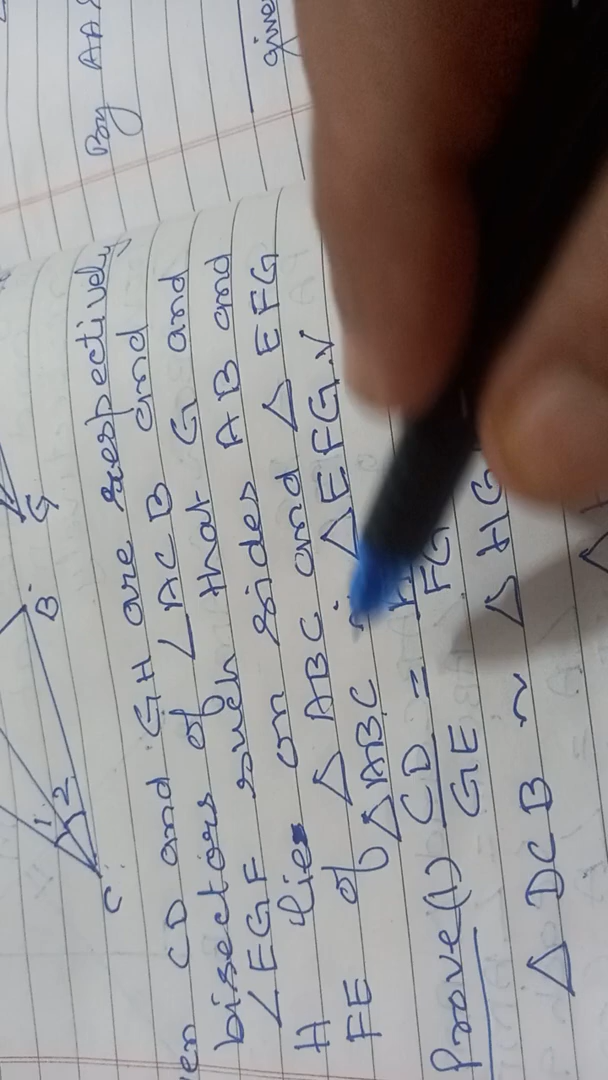 By AA
give
G
B
1
2
C
en CD and GH are respectively
bisectors of ∠ACB and
∠EGF such that G and
H lies on sides AB and
FE of △ABC and △EFG
△ABC ~ △EFG
Prove(1) CD/GE = /FG
△DCB ~ △HG